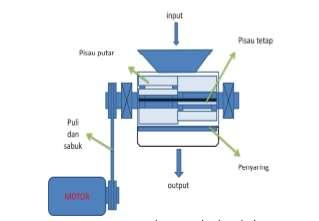 input
Pisau putar
Pisau tetap
Puli
dan
sabuk
Penyaring
output
MOTOR